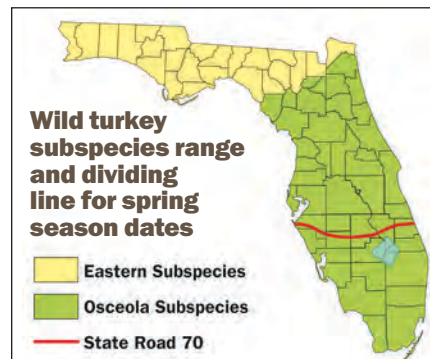 Wild turkey
subspecies range
and dividing
line for spring
season dates
Eastern Subspecies
Osceola Subspecies
State Road 70